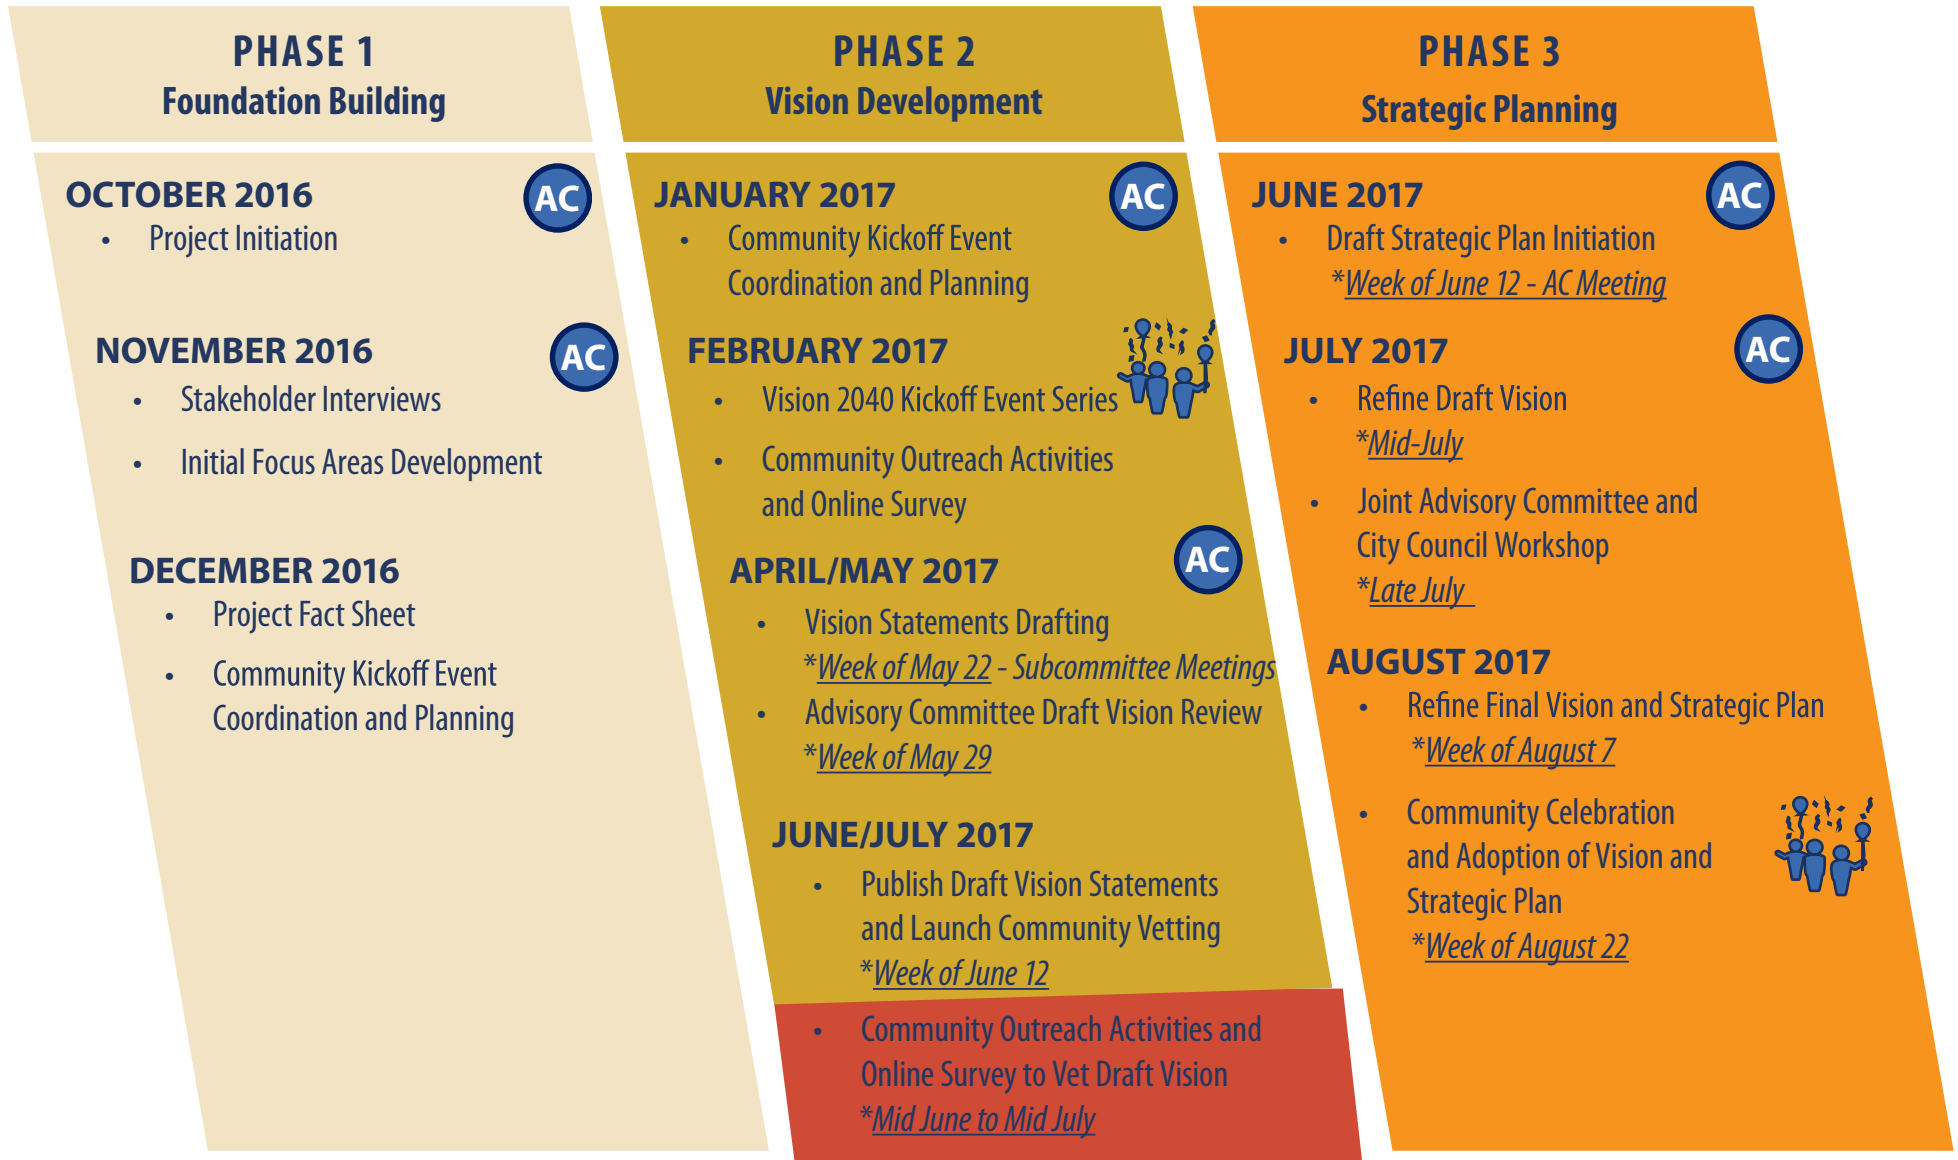 PHASE 1
Foundation Building
OCTOBER 2016
AC
• Project Initiation
NOVEMBER 2016
AC
• Stakeholder Interviews
• Initial Focus Areas Development
DECEMBER 2016
• Project Fact Sheet
• Community Kickoff Event
Coordination and Planning
PHASE 2
Vision Development
JANUARY 2017
AC
• Community Kickoff Event
Coordination and Planning
FEBRUARY 2017
• Vision 2040 Kickoff Event Series
• Community Outreach Activities
and Online Survey
APRIL/MAY 2017
AC
• Vision Statements Drafting
*Week of May 22 - Subcommittee Meetings
• Advisory Committee Draft Vision Review
*Week of May 29
JUNE/JULY 2017
• Publish Draft Vision Statements
and Launch Community Vetting
*Week of June 12
• Community Outreach Activities and
Online Survey to Vet Draft Vision
*Mid June to Mid July
PHASE 3
Strategic Planning
JUNE 2017
AC
• Draft Strategic Plan Initiation
*Week of June 12 - AC Meeting
JULY 2017
AC
• Refine Draft Vision
*Mid-July
• Joint Advisory Committee and
City Council Workshop
*Late July
AUGUST 2017
• Refine Final Vision and Strategic Plan
*Week of August 7
• Community Celebration
and Adoption of Vision and
Strategic Plan
*Week of August 22